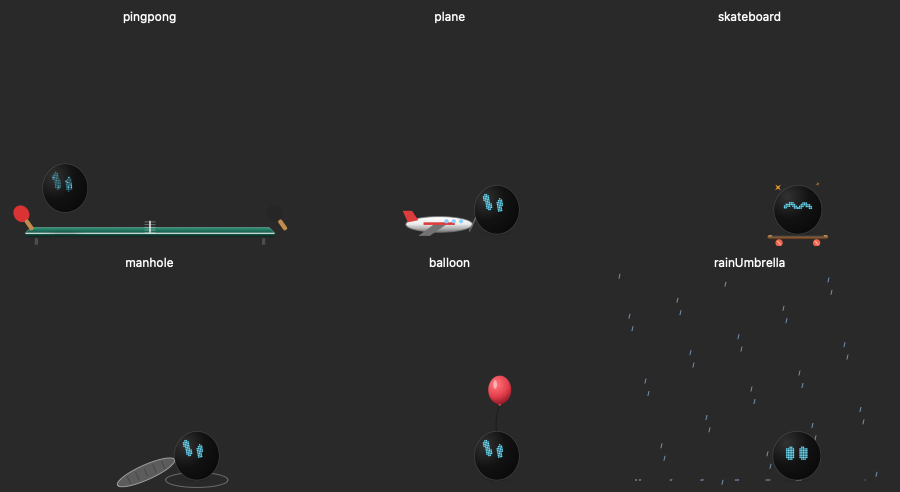 pingpong
plane
skateboard
manhole
balloon
rainUmbrella